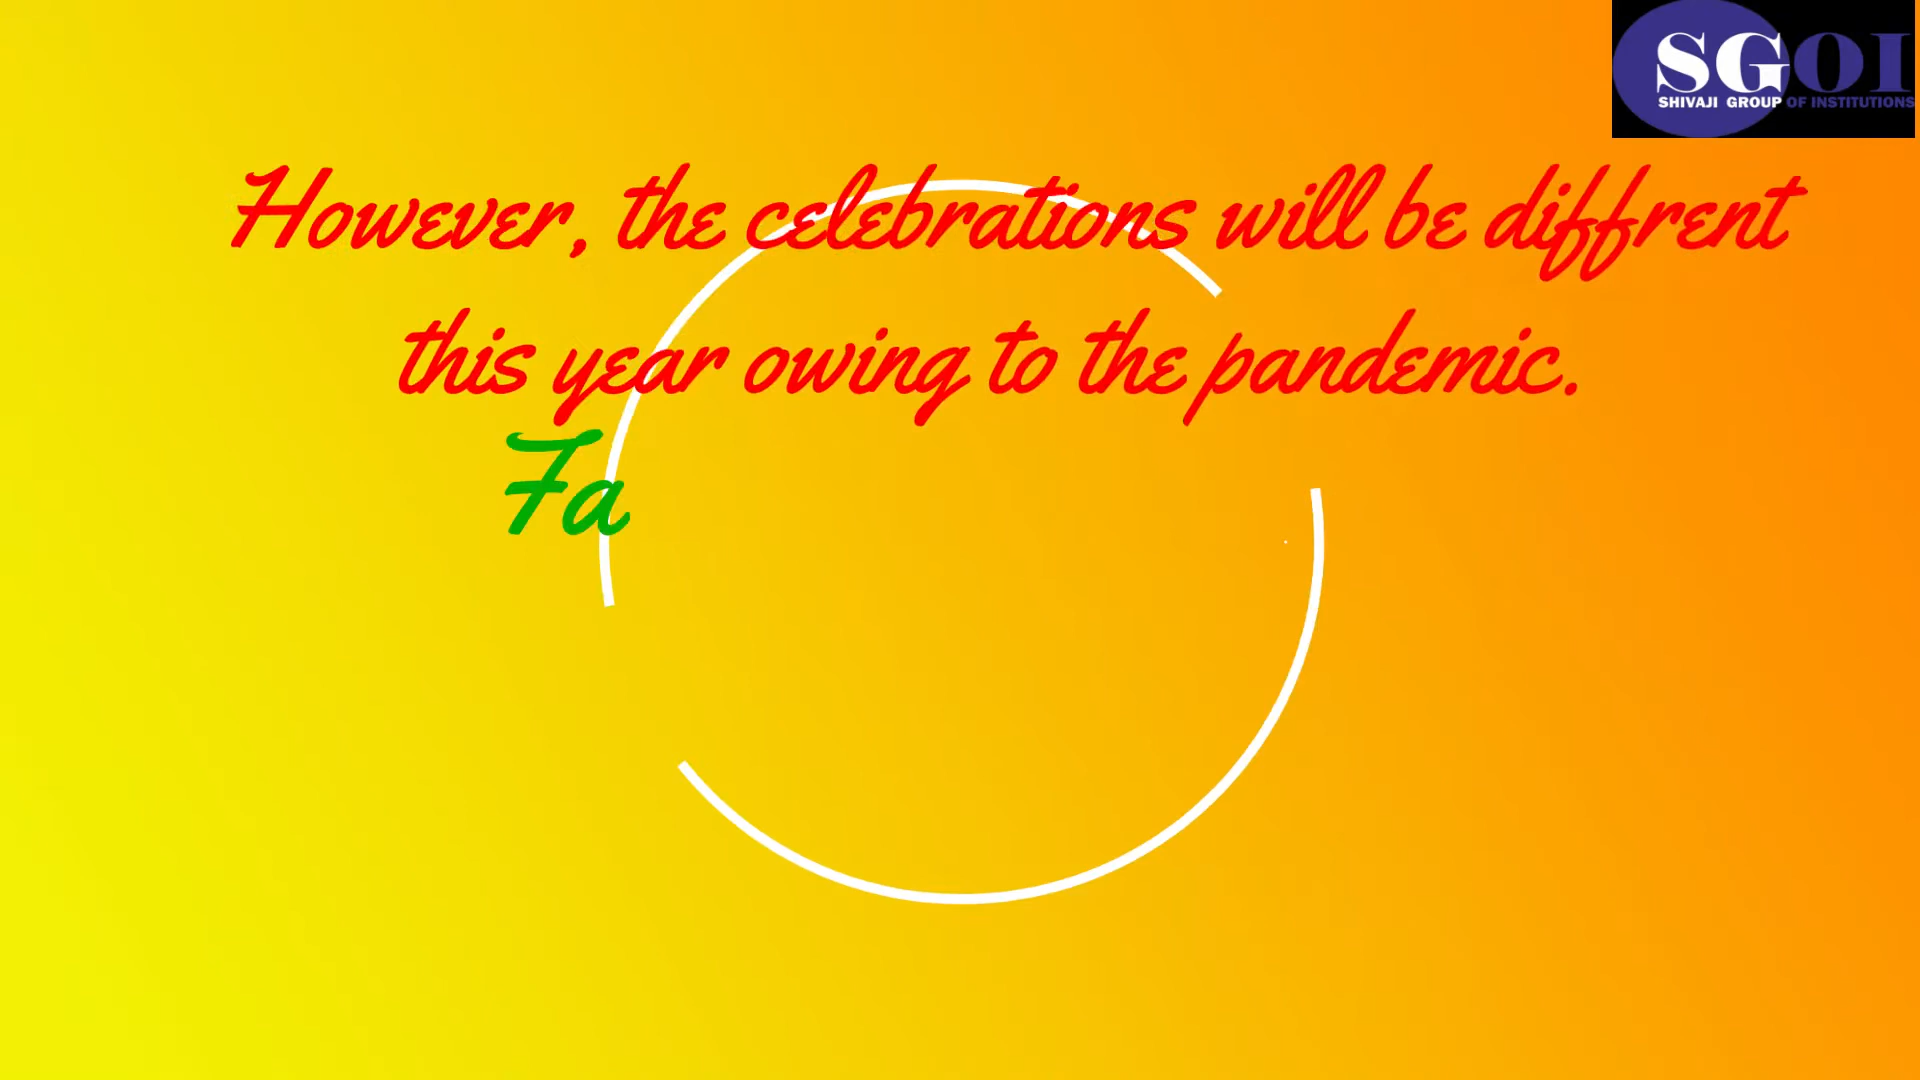 SGOI
SHIVAJI GROUP OF INSTITUTIONS
However, the celebrations will be diffrent
this year owing to the pandemic.
Fa